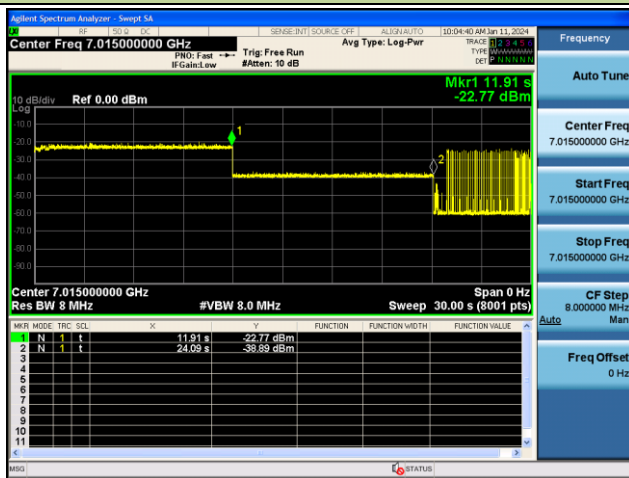 Agilent Spectrum Analyzer - Swept SA
RF 50 Ω DC SENSE:INT SOURCE OFF ALIGN AUTO 10:04:40 AM Jan 11, 2024
Center Freq 7.015000000 GHz
PNO: Fast
IFGain:Low
Trig: Free Run
#Atten: 10 dB
Avg Type: Log-Pwr
TRACE 1 2 3 4 5 6
TYPE
DET P N N N N N
Mkr1 11.91 s
-22.77 dBm
10 dB/div Ref 0.00 dBm
Log
-10.0
-20.0
-30.0
-40.0
-50.0
-60.0
-70.0
-80.0
-90.0
1
2
Center 7.015000000 GHz Span 0 Hz
Res BW 8 MHz #VBW 8.0 MHz Sweep 30.00 s (8001 pts)
MKR MODE TRC SCL X Y FUNCTION FUNCTION WIDTH FUNCTION VALUE
1 N 1 t 11.91 s -22.77 dBm
2 N 1 t 24.09 s -38.89 dBm
3
4
5
6
7
8
9
10
11
MSG STATUS
Frequency
Auto Tune
Center Freq
7.015000000 GHz
Start Freq
7.015000000 GHz
Stop Freq
7.015000000 GHz
CF Step
8.000000 MHz
Auto Man
Freq Offset
0 Hz